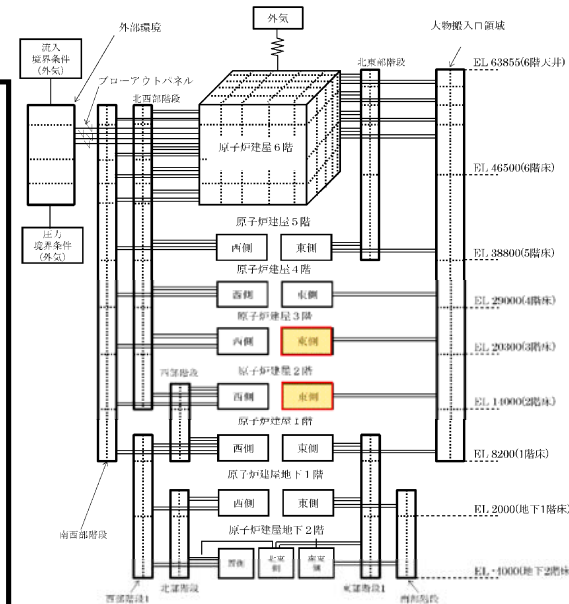 外気
外部環境
大物搬入口領域
流入
境界条件
(外気)
北東部階段
EL 63855(6階天井)
ブローアウトパネル
北西部階段
原子炉建屋6階
EL 46500(6階床)
圧力
境界条件
(外気)
原子炉建屋5階
西側
東側
EL 38800(5階床)
原子炉建屋4階
西側
東側
EL 29000(4階床)
原子炉建屋3階
西側
東側
EL 20300(3階床)
西部階段
原子炉建屋2階
西側
東側
EL 14000(2階床)
原子炉建屋1階
西側
東側
EL 8200(1階床)
原子炉建屋地下1階
西側
東側
EL 2000(地下1階床)
南西部階段
原子炉建屋地下2階
西側
北東
側
南東
側
EL -4000(地下2階床
西部階段1
北部階段
東部階段1
南部階段